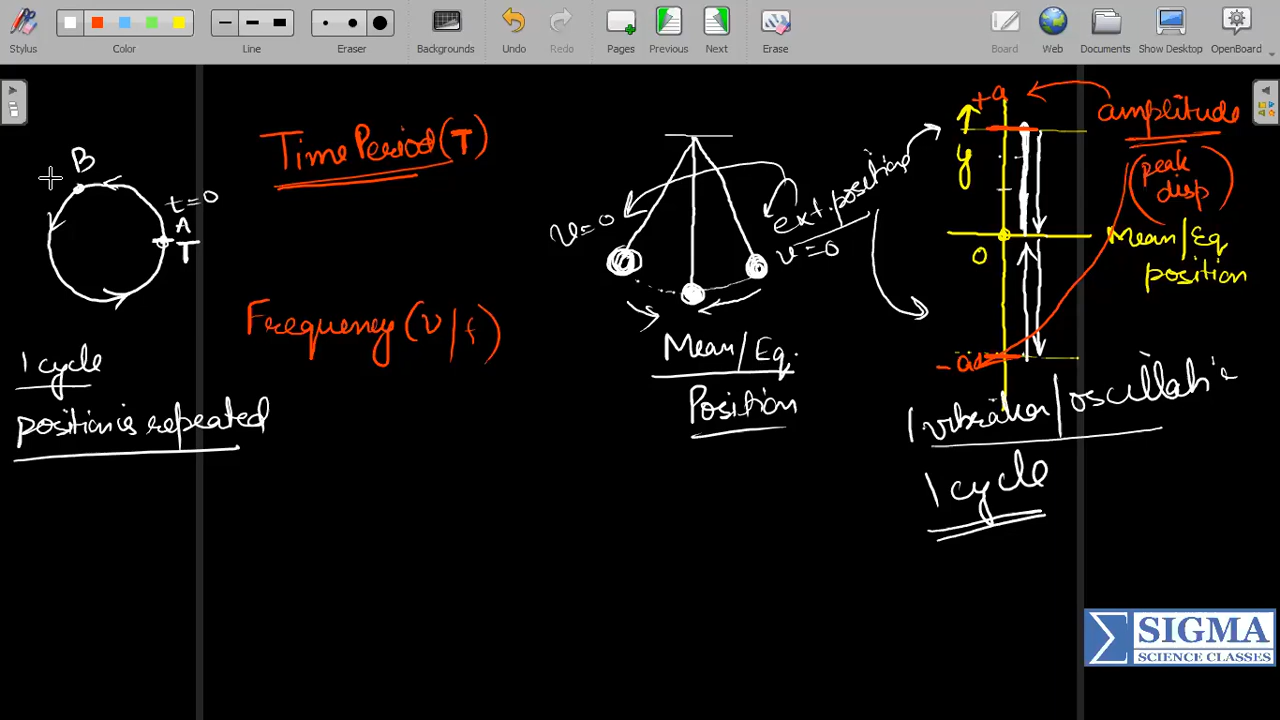 Stylus
Color
Line
Eraser
Backgrounds
Undo
Redo
Pages
Previous
Next
Erase
Board
Web
Documents
Show Desktop
OpenBoard
B
t=0
A
T
1 cycle
position is repeated
Time Period (T)
Frequency (ν/f)
v=0
ext. position
v=0
Mean/Eq.
Position
+a
y
0
-a
amplitude
(peak
disp)
Mean/Eq
position
1 vibration/oscillatio
1 cycle
SIGMA
SCIENCE CLASSES